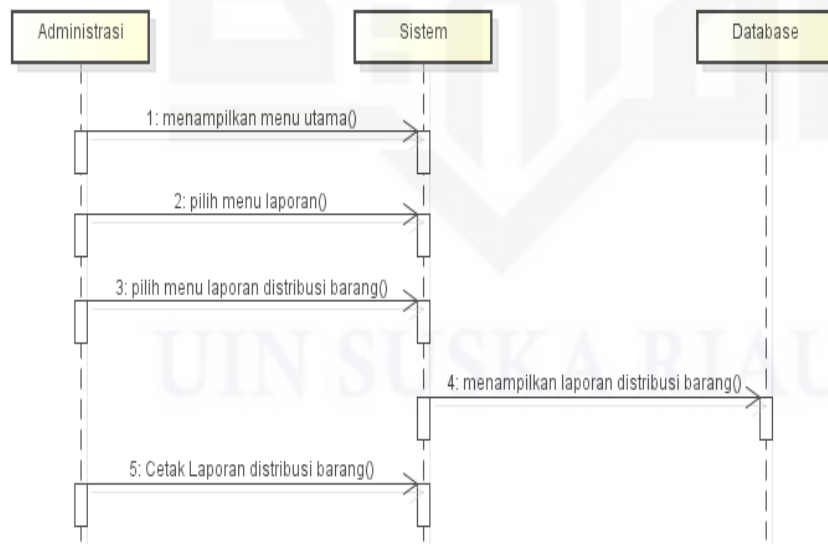 Administrasi
Sistem
Database
1: menampilkan menu utama()
2: pilih menu laporan()
3: pilih menu laporan distribusi barang()
UIN SUSKA RIAU
4: menampilkan laporan distribusi barang()
5: Cetak Laporan distribusi barang()